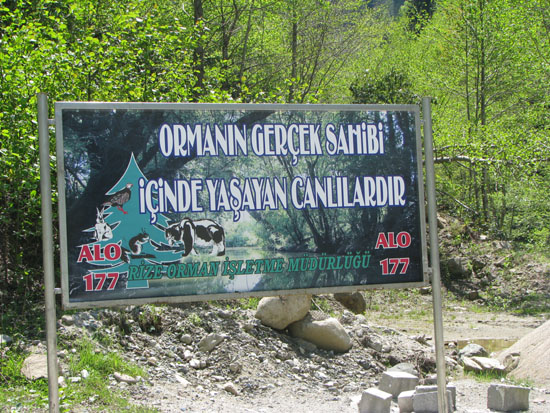 ORMANIN GERÇEK SAHİBİ
İÇİNDE YAŞAYAN CANLILARDIR
ALO
177
RİZE ORMAN İŞLETME MÜDÜRLÜĞÜ
ALO
177